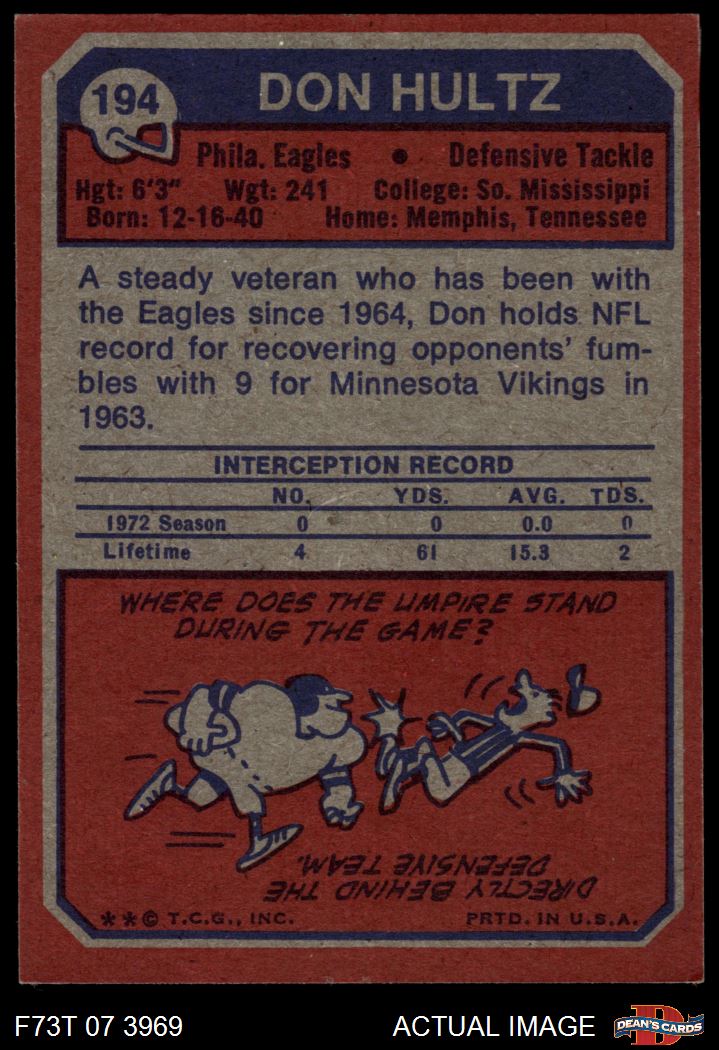 194
DON HULTZ
Phila. Eagles • Defensive Tackle
Hgt: 6'3" Wgt: 241 College: So. Mississippi
Born: 12-16-40 Home: Memphis, Tennessee
A steady veteran who has been with
the Eagles since 1964, Don holds NFL
record for recovering opponents' fum-
bles with 9 for Minnesota Vikings in
1963.
INTERCEPTION RECORD
NO. YDS. AVG. TDS.
1972 Season 0 0 0.0 0
Lifetime 4 61 15.3 2
WHERE DOES THE UMPIRE STAND
DURING THE GAME?
DIRECTLY BEHIND THE
DEFENSIVE TEAM.
**© T.C.G., INC. PRTD. IN U.S.A.
F73T 07 3969 ACTUAL IMAGE D DEAN'S CARDS